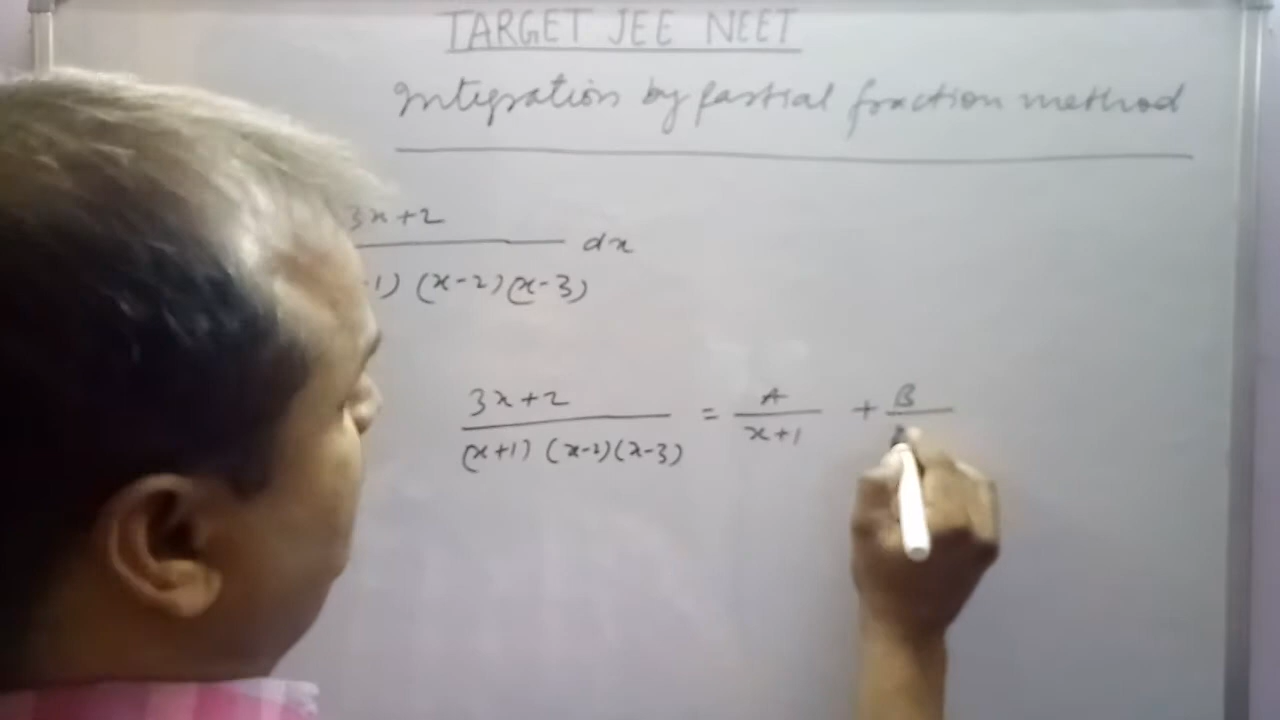 TARGET JEE NEET
Integration by partial fraction method
3x+2
dx
-1) (x-2)(x-3)
3x+2 = A + B
(x+1) (x-2)(x-3) x+1